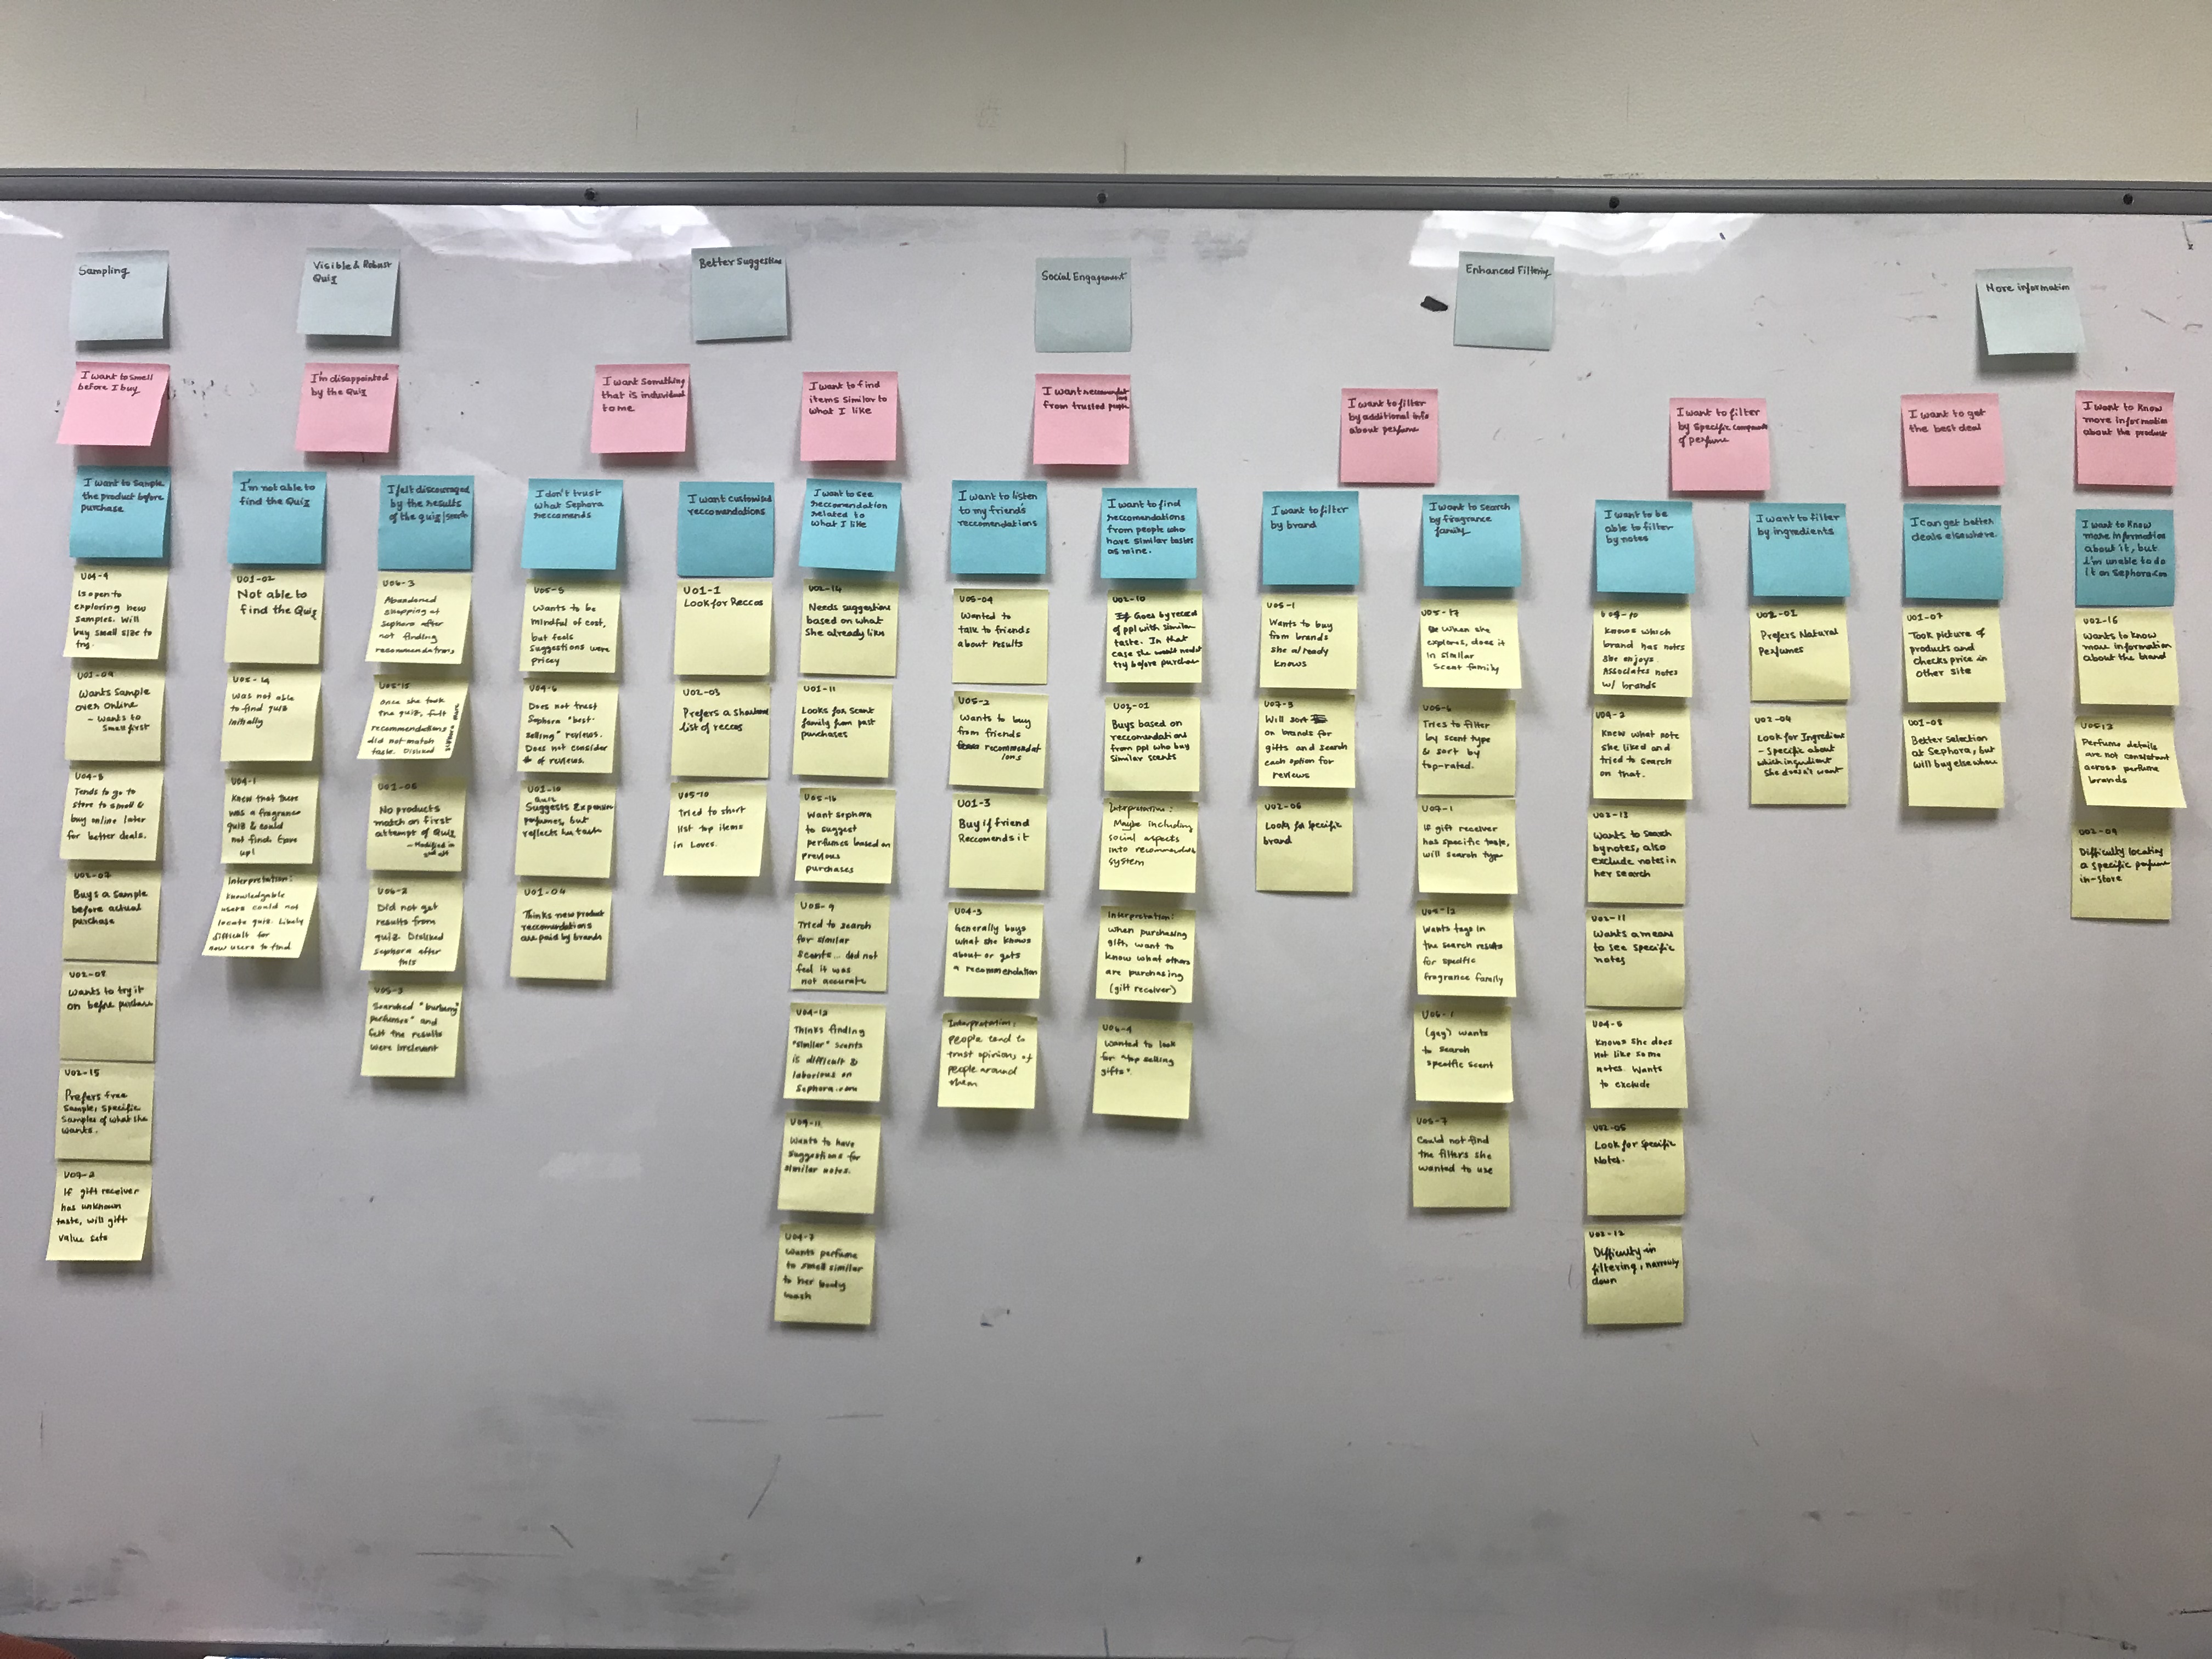 Sampling
Visible & Robust
Quiz
Better Suggestions
Social Engagement
Enhanced Filtering
More information
I want to smell
before I buy
I'm disappointed
by the Quiz
I want something
that is individual
to me
I want to find
items similar to
what I like
I want
from trusted people
I want to filter
by additional info
about perfume
I want to filter
by specific components
of perfume
I want to get
the best deal
I want to know
more information
about the product
I want to sample
the product before
purchase
I'm not able to
find the Quiz
I felt discouraged
by the results
of the quiz/search
I don't trust
what Sephora
reccomends
I want customised
reccomendations
I want to see
reccomendation
related to
what I like
I want to listen
to my friends
reccomendations
I want to find
reccomendations
from people who
have similar tastes
as mine.
I want to filter
by brand
I want to search
by fragrance
family
I want to be
able to filter
by notes
I want to filter
by ingredients
I can get better
deals elsewhere
I want to know
more information
about it, but
I'm unable to do
it on Sephora.com
U04-4
Is open to
exploring new
samples. Will
buy small size to
try.
U01-09
Wants Sample
over online
- Wants to
smell first
U04-8
Tends to go to
store to smell &
buy online later
for better deals.
U02-07
Buys a Sample
before actual
purchase
U02-08
Wants to try it
on before purchase
U02-15
Prefers free
Sample, specific
Samples of what she
wants.
U07-2
If gift receiver
has unknown
taste, will gift
value sets
U01-02
Not able to
find the Quiz
U05-14
Was not able
to find quiz
initially
U04-1
Knew that there
was a fragrance
quiz & could
not find. Gave
up!
Interpretation:
Knowledgable
users could not
locate quiz. Likely
difficult for
new users to find
U06-3
Abandoned
shopping at
Sephora after
not finding
recommendations
U05-15
Once she took
the quiz, felt
recommendations
did not match
taste. Disliked
Sephora more
U01-06
No products
match on first
attempt of Quiz
- Modified in
U06-2
Did not get
results from
quiz. Disliked
Sephora after
this
U05-3
Searched "burberry
perfumes" and
felt the results
were irrelevant
U05-5
Wants to be
mindful of cost,
but feels
suggestions were
pricey
U04-6
Does not trust
Sephora "best-
selling" reviews.
Does not consider
# of reviews.
U01-10
Quiz
Suggests Expensive
perfumes, but
reflects her taste
U01-04
Thinks new product
reccomendations
are paid by brands
U01-1
Look for Reccos
U02-03
Prefers a shortened
list of reccos
U05-10
Tried to short
list top items
in Loves.
U02-14
Needs suggestions
based on what
She already likes
U01-11
Looks for Scent
family from past
purchases
U05-16
Want sephora
to suggest
perfumes based on
previous
purchases
U05-9
Tried to search
for similar
scents... did not
feel it was
not accurate
U04-12
Thinks finding
"similar" scents
is difficult &
laborious on
Sephora.com
U04-11
Wants to have
suggestions for
similar notes.
U04-7
Wants perfume
to smell similar
to her body
wash
U05-04
Wanted to
talk to friends
about results
U05-2
Wants to buy
from friends
recommendat
ions
U01-3
Buy if friend
Reccomends it
U04-3
Generally buys
what she knows
about or gets
a recommendation
Interpretation:
people tend to
trust opinions of
people around
them
U02-10
Goes by reccos
of ppl with similar
taste. In that
case she would not
try before purchase
U02-01
Buys based on
reccomendations
from ppl who buy
similar scents
Interpretation:
Maybe including
social aspects
into recommender
system
Interpretation:
When purchasing
gift, want to
know what others
are purchasing
(gift receiver)
U06-4
Wanted to look
for "top selling
gifts".
U05-1
Wants to buy
from brands
she already
knows
U07-3
Will sort
on brands for
gifts and search
each option for
reviews
U02-06
Looks for specific
brand
U05-17
When she
explores, does it
in similar
scent family
U05-6
Tries to filter
by scent type
& sort by
top-rated.
U07-1
If gift receiver
has specific taste,
will search type
U05-12
Wants tags in
the search results
for specific
fragrance family
U06-1
(guy) wants
to search
specific scent
U05-7
Could not find
the filters she
wanted to use
U04-10
Knows which
brand has notes
she enjoys.
Associates notes
w/ brands
U04-2
Knew what note
she liked and
tried to search
on that.
U02-13
Wants to search
by notes, also
exclude notes in
her search
U02-11
Wants a means
to see specific
notes
U04-5
Knows she does
not like some
notes. Wants
to exclude
U02-05
Look for specific
Notes.
U02-12
Difficulty in
filtering, narrowing
down
U02-01
Prefers Natural
Perfumes
U02-04
Look for Ingredient
- Specific about
which ingredient
she doesn't want
U01-07
Took picture of
products and
checks price in
other site
U01-08
Better Selection
at Sephora, but
will buy elsewhere
U02-16
Wants to know
more information
about the brand
U05-13
Perfume details
are not consistent
across perfume
brands
U02-09
Difficulty locating
a specific perfume
in-store